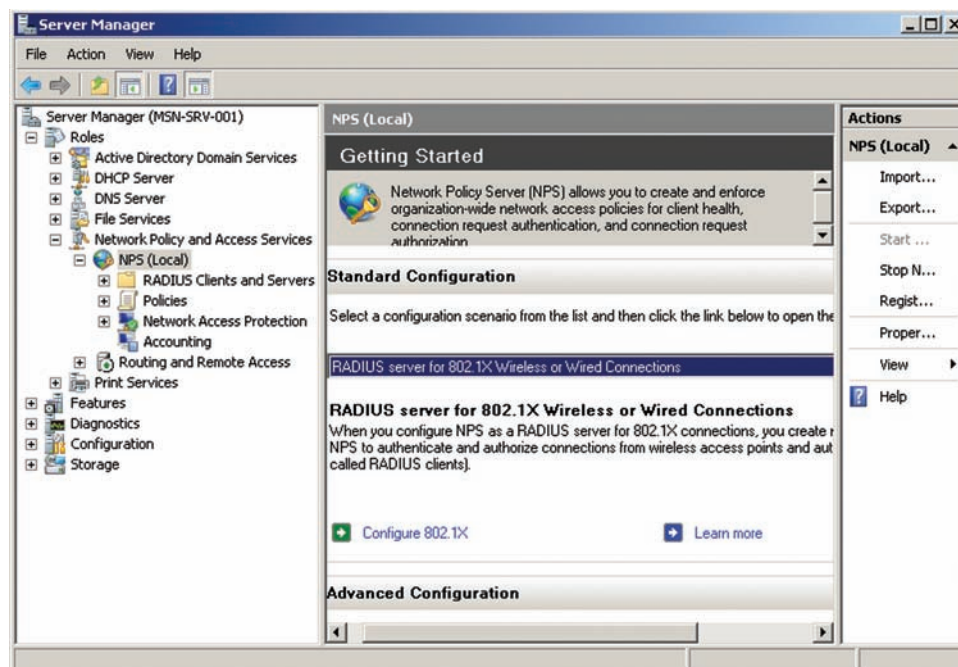 Server Manager
File Action View Help
Server Manager (MSN-SRV-001)
Roles
Active Directory Domain Services
DHCP Server
DNS Server
File Services
Network Policy and Access Services
NPS (Local)
RADIUS Clients and Servers
Policies
Network Access Protection
Accounting
Routing and Remote Access
Print Services
Features
Diagnostics
Configuration
Storage
NPS (Local)
Getting Started
Network Policy Server (NPS) allows you to create and enforce
organization-wide network access policies for client health,
connection request authentication, and connection request
authorization
Standard Configuration
Select a configuration scenario from the list and then click the link below to open the
RADIUS server for 802.1X Wireless or Wired Connections
RADIUS server for 802.1X Wireless or Wired Connections
When you configure NPS as a RADIUS server for 802.1X connections, you create
NPS to authenticate and authorize connections from wireless access points and aut
called RADIUS clients).
Configure 802.1X
Learn more
Advanced Configuration
Actions
NPS (Local)
Import...
Export...
Start ...
Stop N...
Regist...
Proper...
View
Help